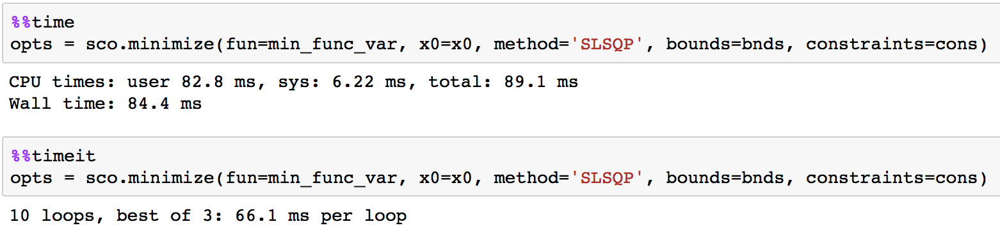 %%time
opts = sco.minimize(fun=min_func_var, x0=x0, method='SLSQP', bounds=bnds, constraints=cons)
CPU times: user 82.8 ms, sys: 6.22 ms, total: 89.1 ms
Wall time: 84.4 ms
%%timeit
opts = sco.minimize(fun=min_func_var, x0=x0, method='SLSQP', bounds=bnds, constraints=cons)
10 loops, best of 3: 66.1 ms per loop